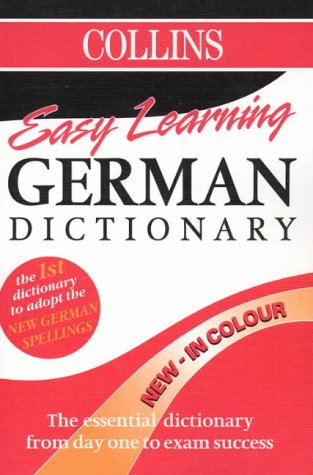 COLLINS
Easy Learning
GERMAN
DICTIONARY
the 1st
dictionary
to adopt the
NEW GERMAN
SPELLINGS
NEW - IN COLOUR
The essential dictionary
from day one to exam success